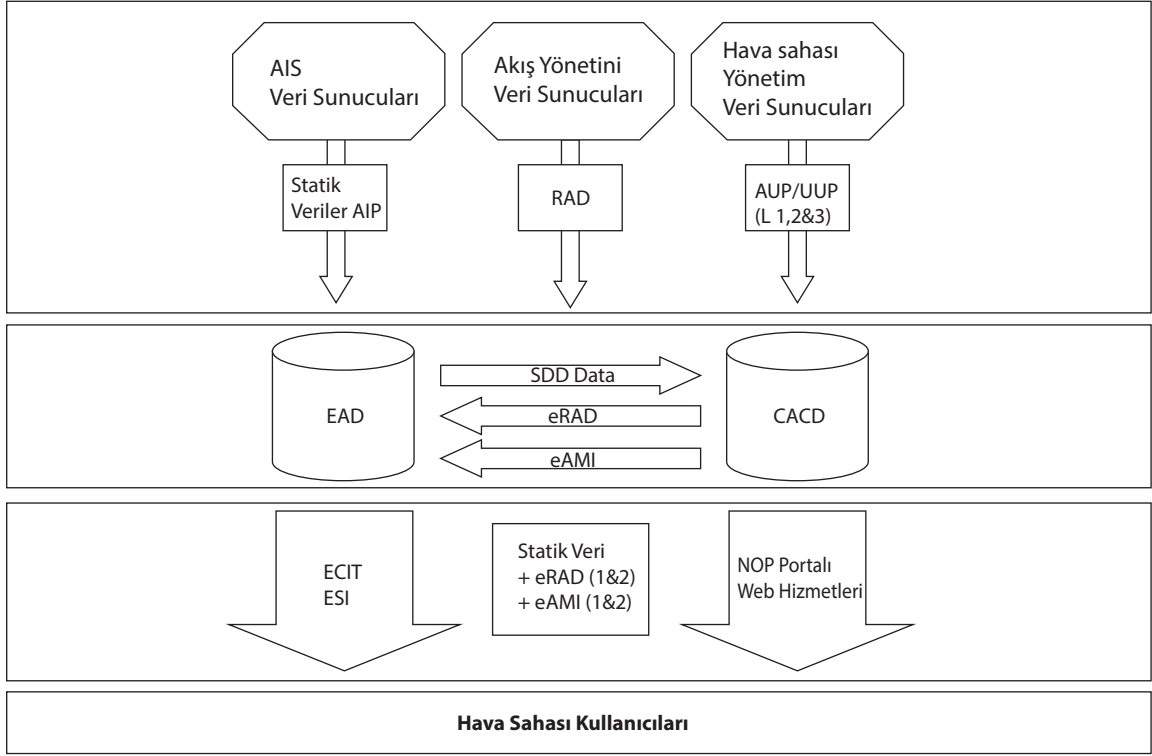 AIS
Veri Sunucuları
Akış Yönetini
Veri Sunucuları
Hava sahası
Yönetim
Veri Sunucuları
Statik
Veriler AIP
RAD
AUP/UUP
(L 1,2&3)
EAD
SDD Data
eRAD
eAMI
CACD
ECIT
ESI
Statik Veri
+ eRAD (1&2)
+ eAMI (1&2)
NOP Portalı
Web Hizmetleri
Hava Sahası Kullanıcıları